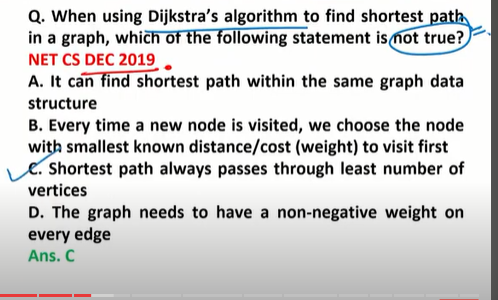 Q. When using Dijkstra's algorithm to find shortest path
in a graph, which of the following statement is not true?
NET CS DEC 2019
A. It can find shortest path within the same graph data
structure
B. Every time a new node is visited, we choose the node
with smallest known distance/cost (weight) to visit first
C. Shortest path always passes through least number of
vertices
D. The graph needs to have a non-negative weight on
every edge
Ans. C